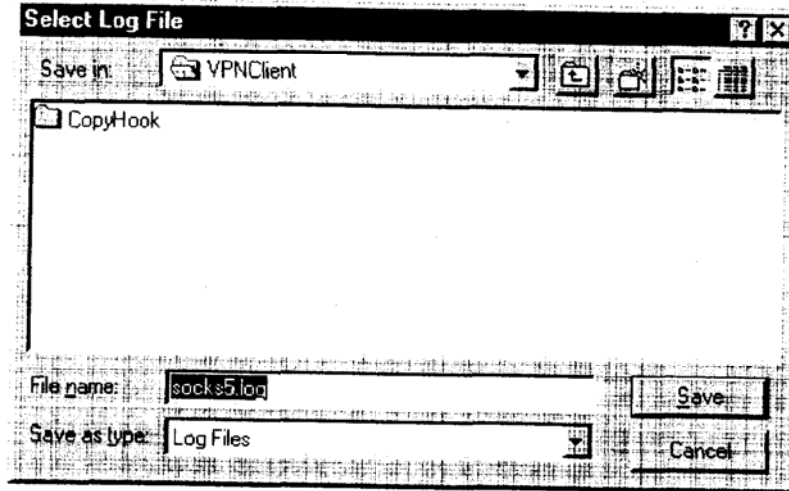 Select Log File
Save in: VPNClient
CopyHook
File name: socks5.log
Save
Save as type: Log Files
Cancel